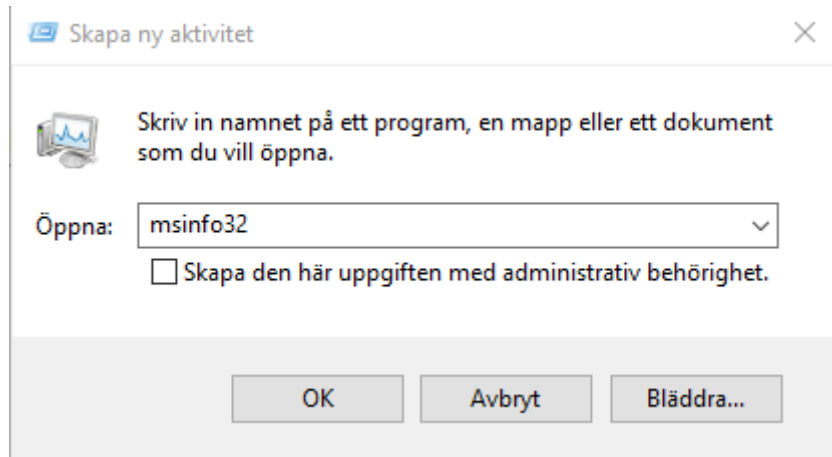 Skapa ny aktivitet
Skriv in namnet på ett program, en mapp eller ett dokument
som du vill öppna.
Öppna: msinfo32
Skapa den här uppgiften med administrativ behörighet.
OK Avbryt Bläddra...